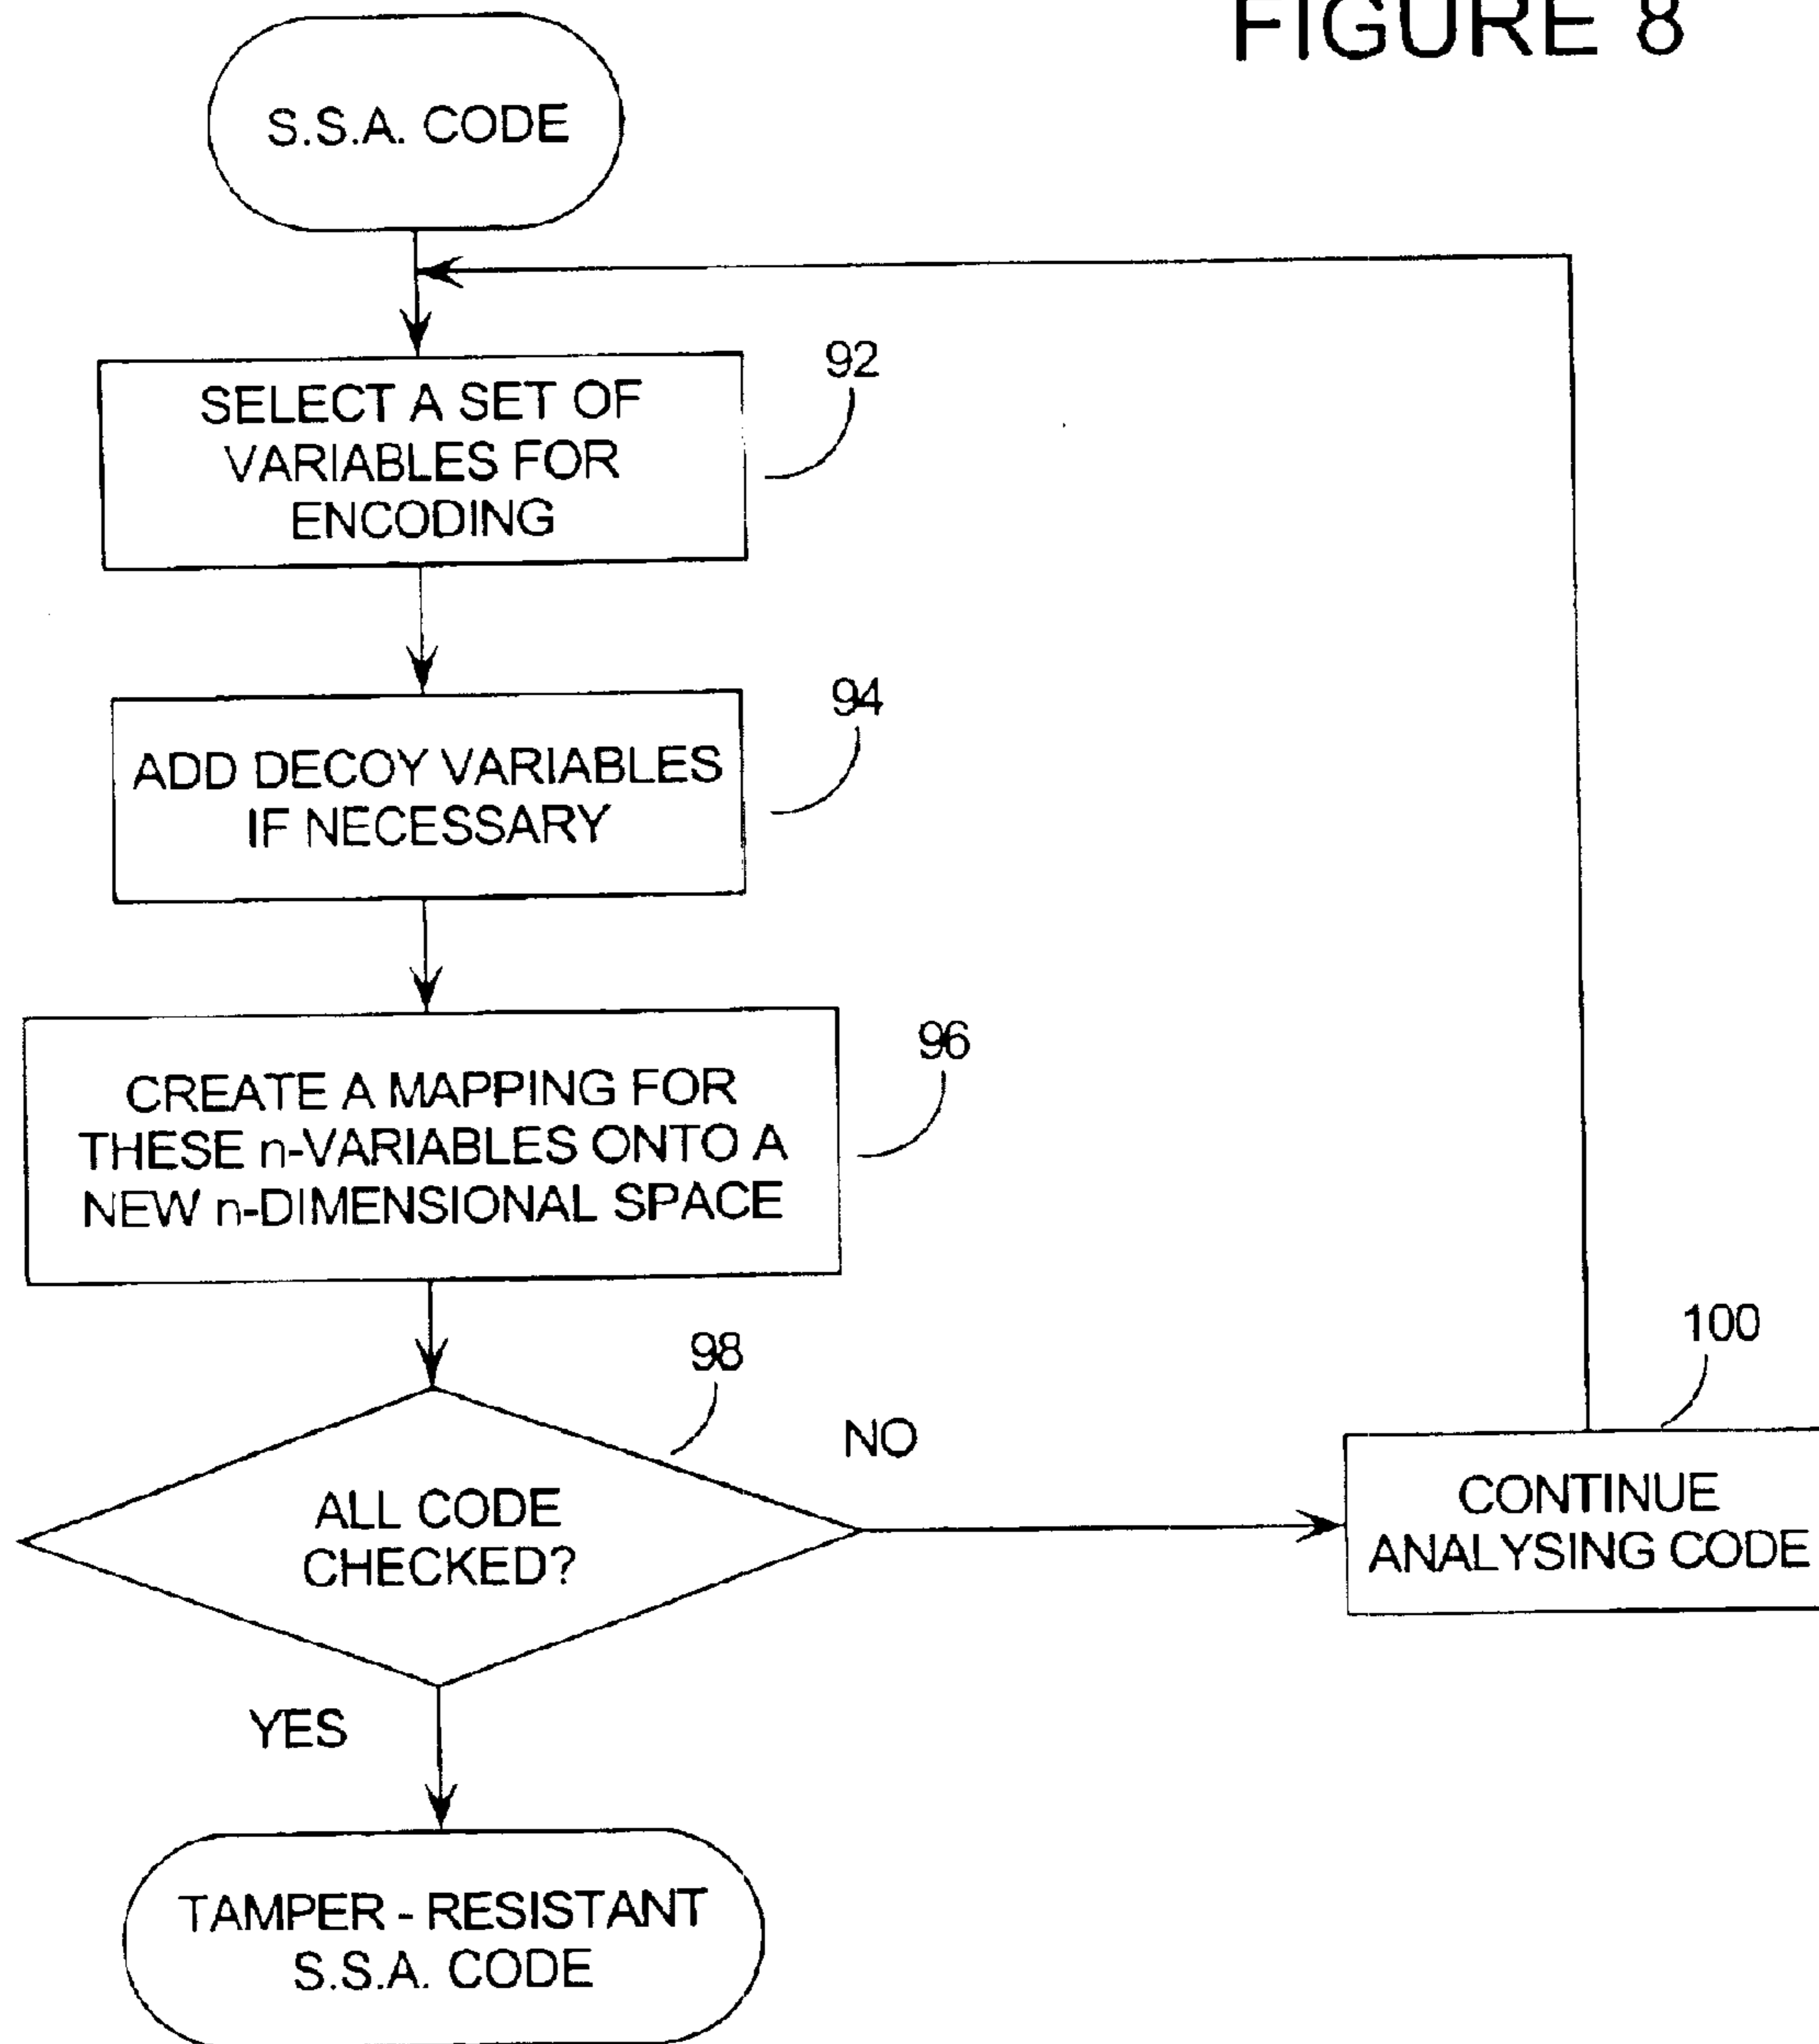 FIGURE 8
S.S.A. CODE
92
SELECT A SET OF
VARIABLES FOR
ENCODING
94
ADD DECOY VARIABLES
IF NECESSARY
96
CREATE A MAPPING FOR
THESE n-VARIABLES ONTO A
NEW n-DIMENSIONAL SPACE
98
ALL CODE
CHECKED?
NO
100
CONTINUE
ANALYSING CODE
YES
TAMPER - RESISTANT
S.S.A. CODE